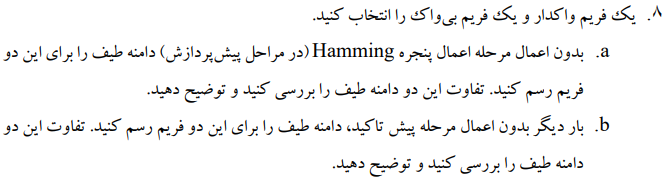 ۸. یک فریم واکدار و یک فریم بی‌واک را انتخاب کنید.
a. بدون اعمال مرحله اعمال پنجره Hamming (در مراحل پیش‌پردازش) دامنه طیف را برای این دو
فریم رسم کنید. تفاوت این دو دامنه طیف را بررسی کنید و توضیح دهید.
b. بار دیگر بدون اعمال مرحله پیش تاکید، دامنه طیف را برای این دو فریم رسم کنید. تفاوت این دو
دامنه طیف را بررسی کنید و توضیح دهید.